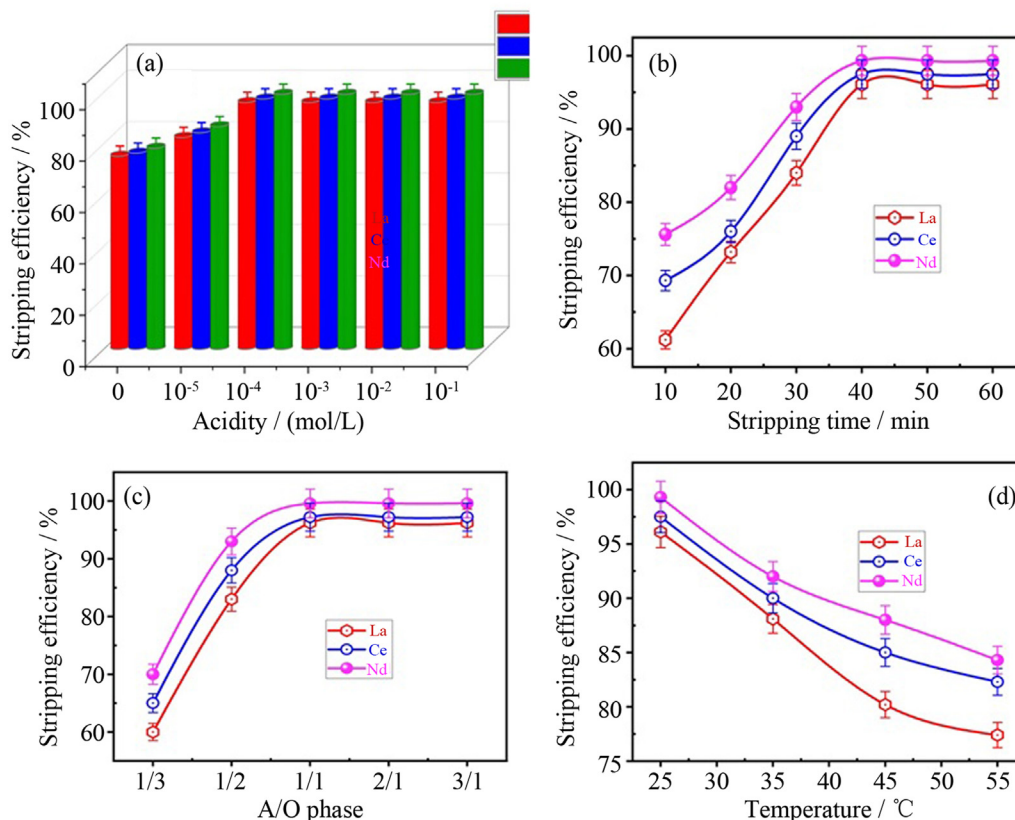 (a)
Stripping efficiency / %
100
80
60
40
20
0
La
Ce
Nd
0 10⁻⁵ 10⁻⁴ 10⁻³ 10⁻² 10⁻¹
Acidity / (mol/L)
(b)
Stripping efficiency / %
100
90
80
70
60
La
Ce
Nd
10 20 30 40 50 60
Stripping time / min
(c)
Stripping efficiency / %
100
90
80
70
60
La
Ce
Nd
1/3 1/2 1/1 2/1 3/1
A/O phase
(d)
Stripping efficiency / %
100
95
90
85
80
75
La
Ce
Nd
25 30 35 40 45 50 55
Temperature / ℃